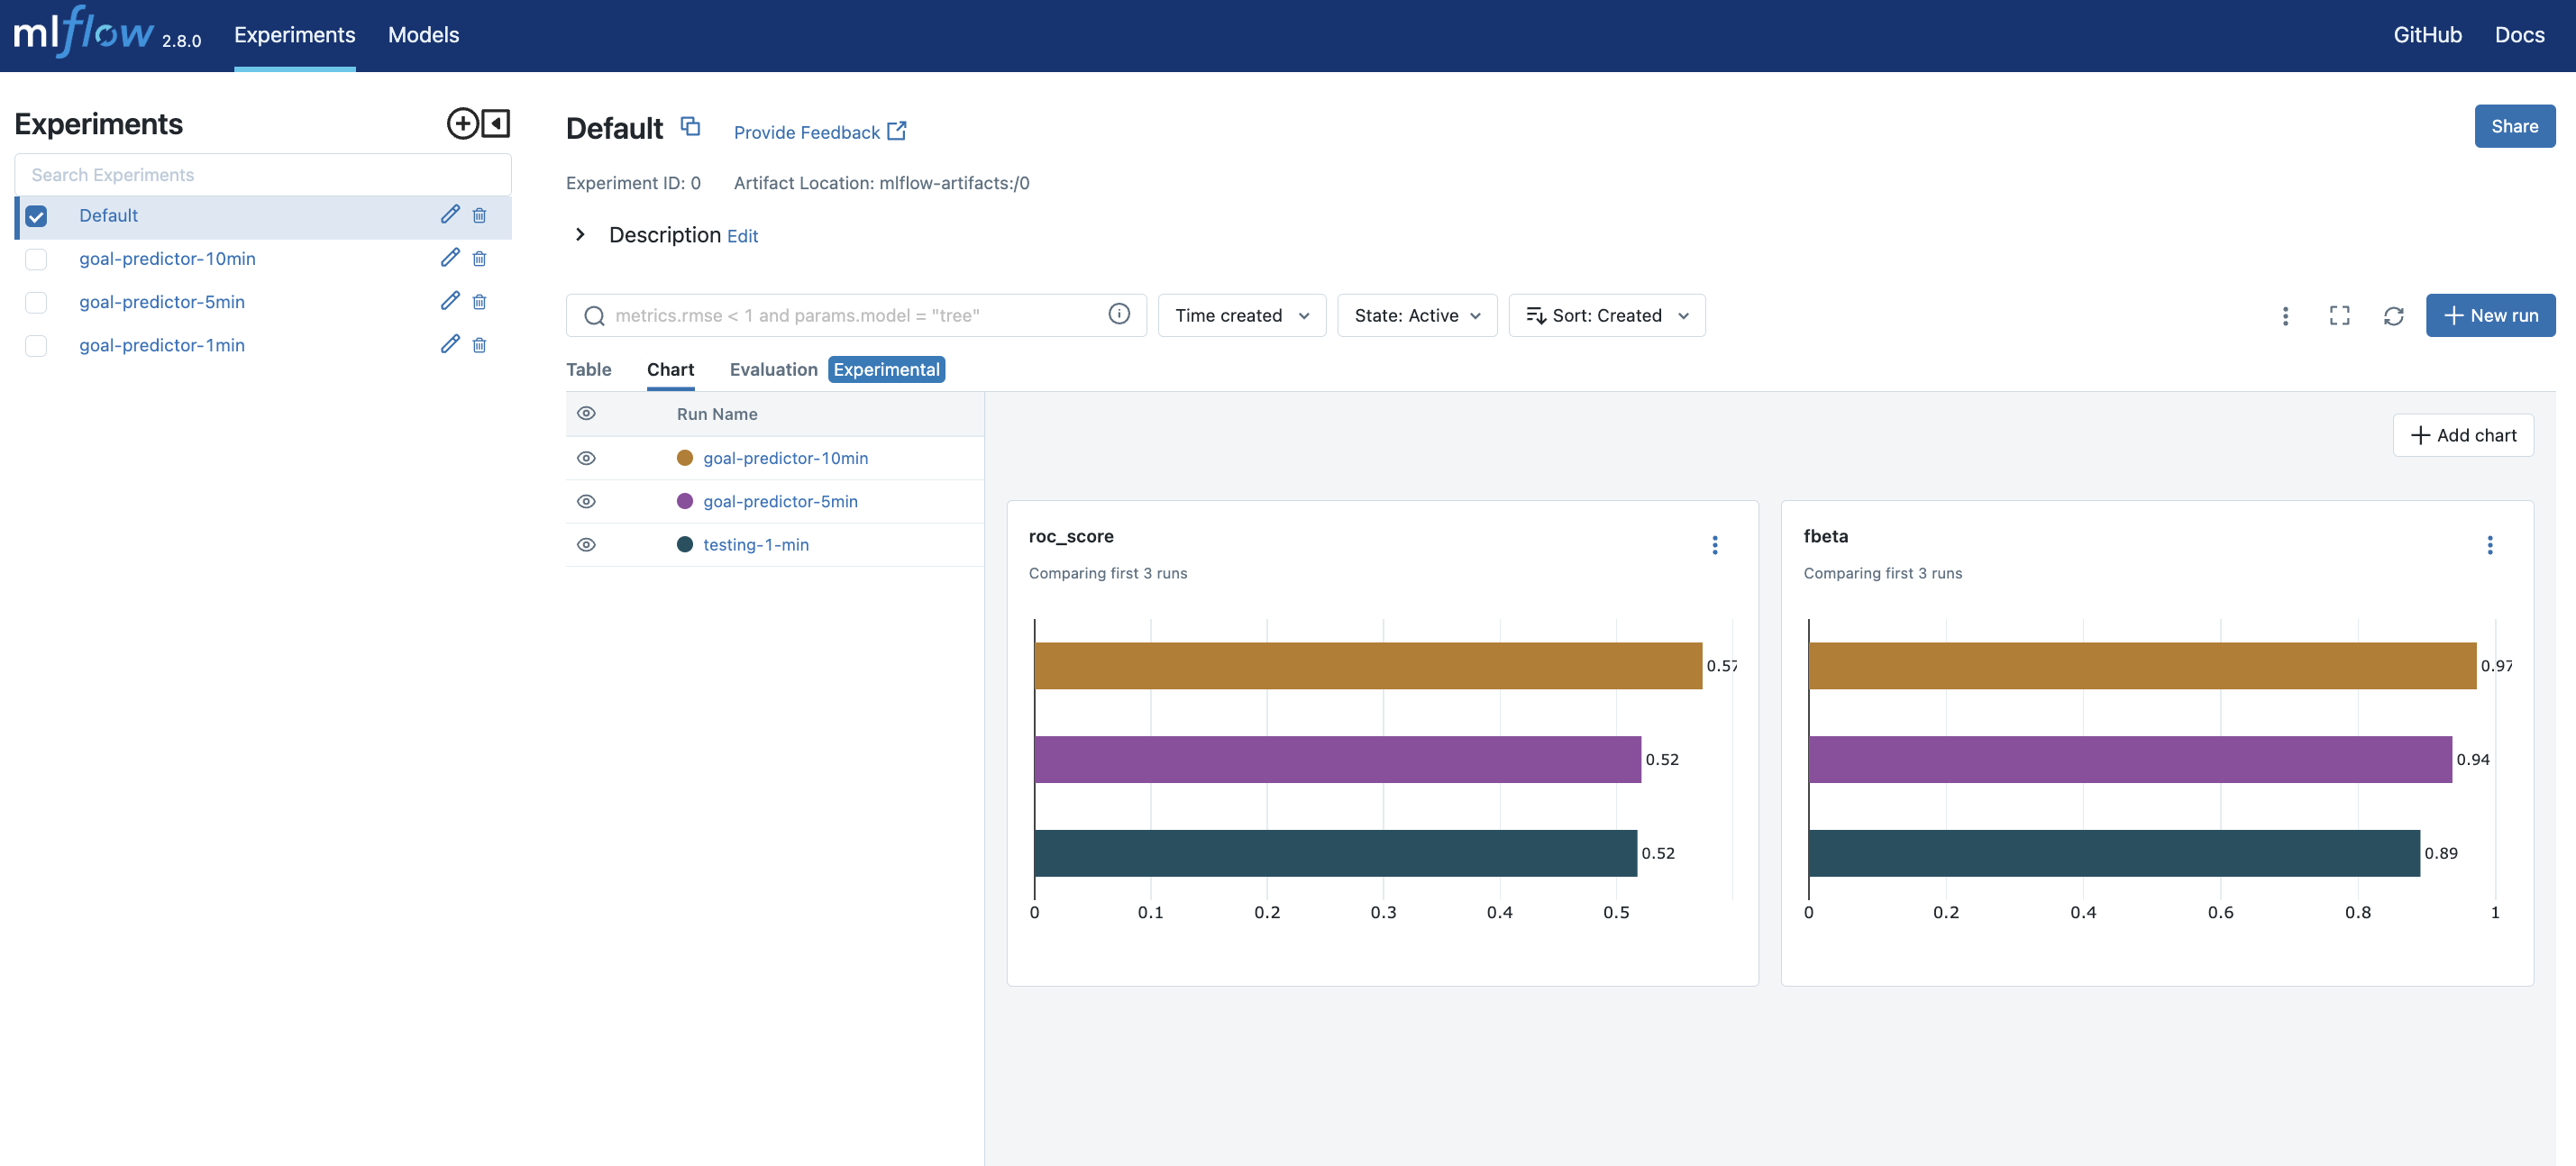 mlflow 2.8.0 Experiments Models GitHub Docs
Experiments
Search Experiments
Default
goal-predictor-10min
goal-predictor-5min
goal-predictor-1min
Default Provide Feedback Share
Experiment ID: 0 Artifact Location: mlflow-artifacts:/0
Description Edit
metrics.rmse < 1 and params.model = "tree" Time created State: Active Sort: Created New run
Table Chart Evaluation Experimental
Run Name
goal-predictor-10min
goal-predictor-5min
testing-1-min
Add chart
roc_score
Comparing first 3 runs
0.57
0.52
0.52
0 0.1 0.2 0.3 0.4 0.5
fbeta
Comparing first 3 runs
0.97
0.94
0.89
0 0.2 0.4 0.6 0.8 1